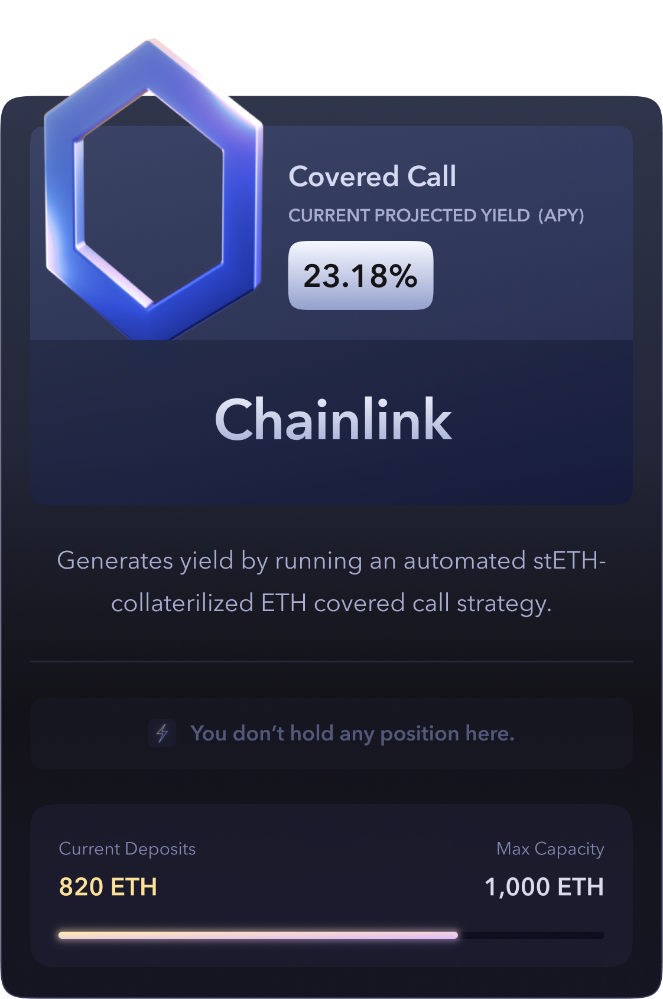 Covered Call
CURRENT PROJECTED YIELD (APY)
23.18%
Chainlink
Generates yield by running an automated stETH-
collaterilized ETH covered call strategy.
You don’t hold any position here.
Current Deposits
820 ETH
Max Capacity
1,000 ETH